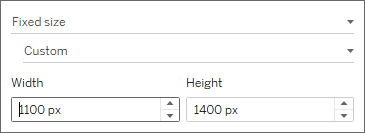 Fixed size
Custom
Width Height
1100 px 1400 px